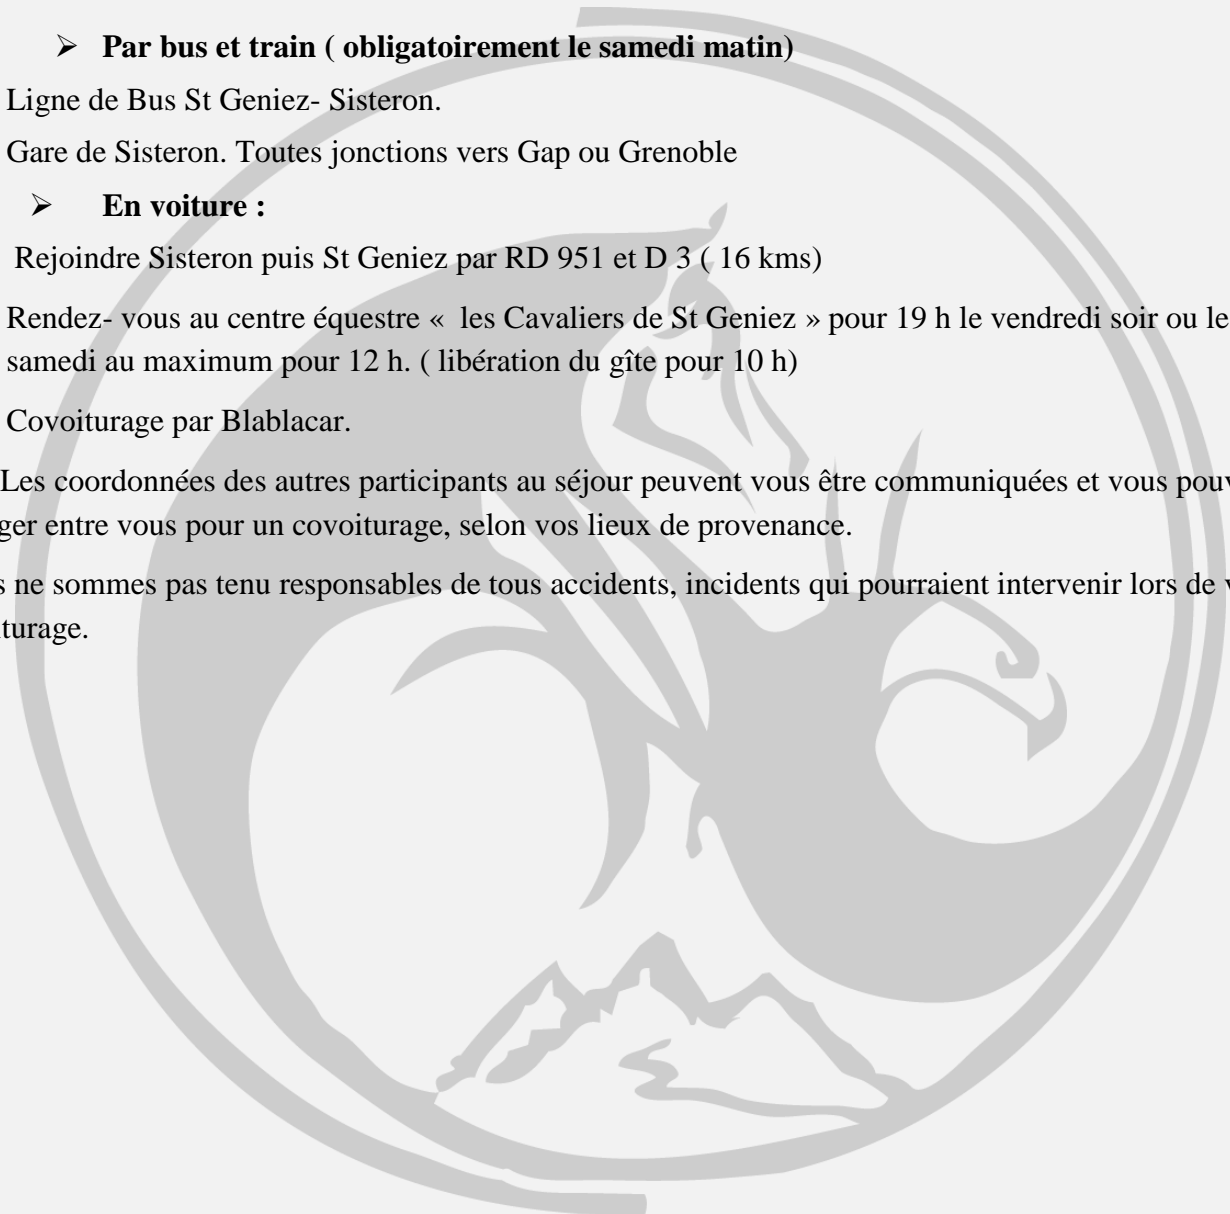 ➢ Par bus et train ( obligatoirement le samedi matin)
Ligne de Bus St Geniez- Sisteron.
Gare de Sisteron. Toutes jonctions vers Gap ou Grenoble
➢ En voiture :
Rejoindre Sisteron puis St Geniez par RD 951 et D 3 ( 16 kms)
Rendez- vous au centre équestre « les Cavaliers de St Geniez » pour 19 h le vendredi soir ou le
samedi au maximum pour 12 h. ( libération du gîte pour 10 h)
Covoiturage par Blablacar.
Les coordonnées des autres participants au séjour peuvent vous être communiquées et vous
entre vous pour un covoiturage, selon vos lieux de provenance.
ne sommes pas tenu responsables de tous accidents, incidents qui pourraient intervenir lors de